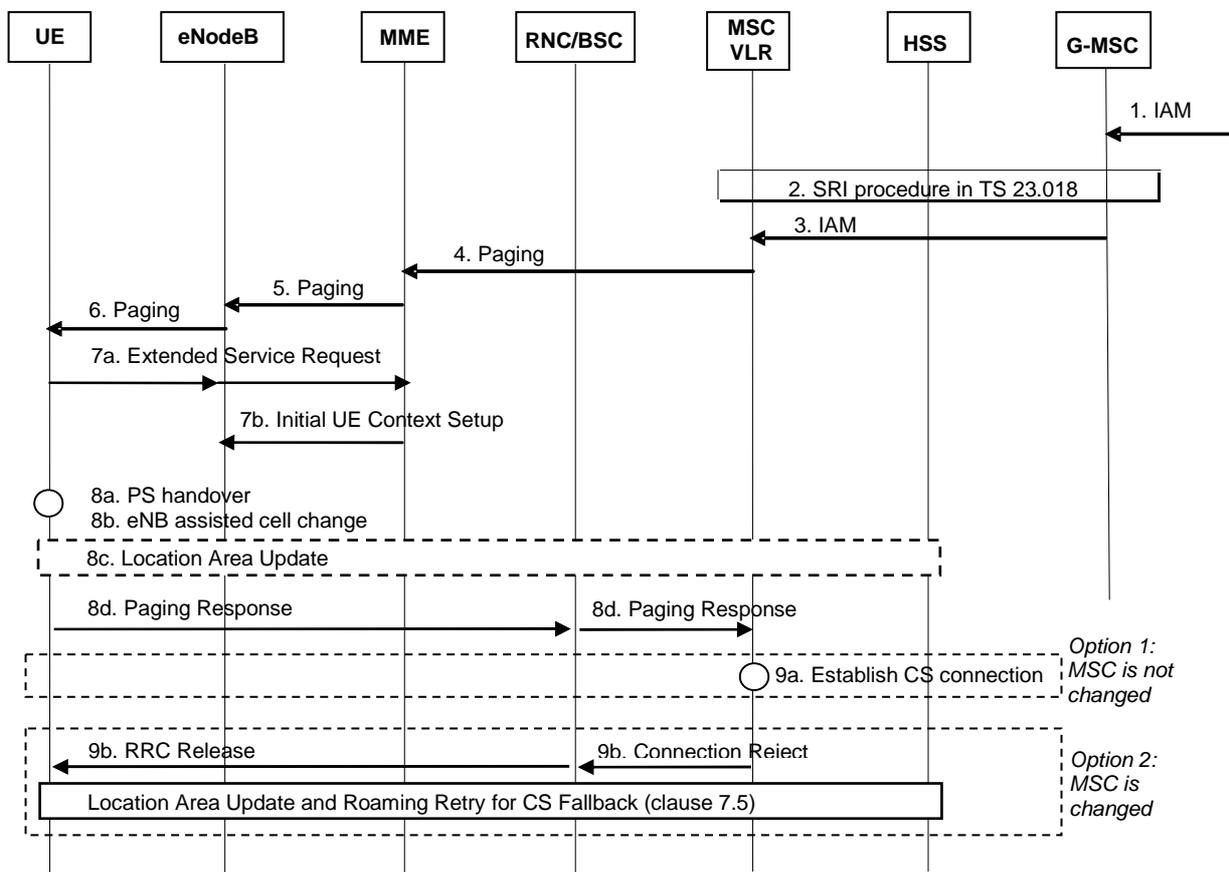 UE
eNodeB
MME
RNC/BSC
MSC
VLR
HSS
G-MSC
1. IAM
2. SRI procedure in TS 23.018
3. IAM
4. Paging
5. Paging
6. Paging
7a. Extended Service Request
7b. Initial UE Context Setup
8a. PS handover
8b. eNB assisted cell change
8c. Location Area Update
8d. Paging Response
8d. Paging Response
Option 1:
MSC is not
changed
9a. Establish CS connection
9b. RRC Release
9b. Connection Reject
Option 2:
MSC is
changed
Location Area Update and Roaming Retry for CS Fallback (clause 7.5)